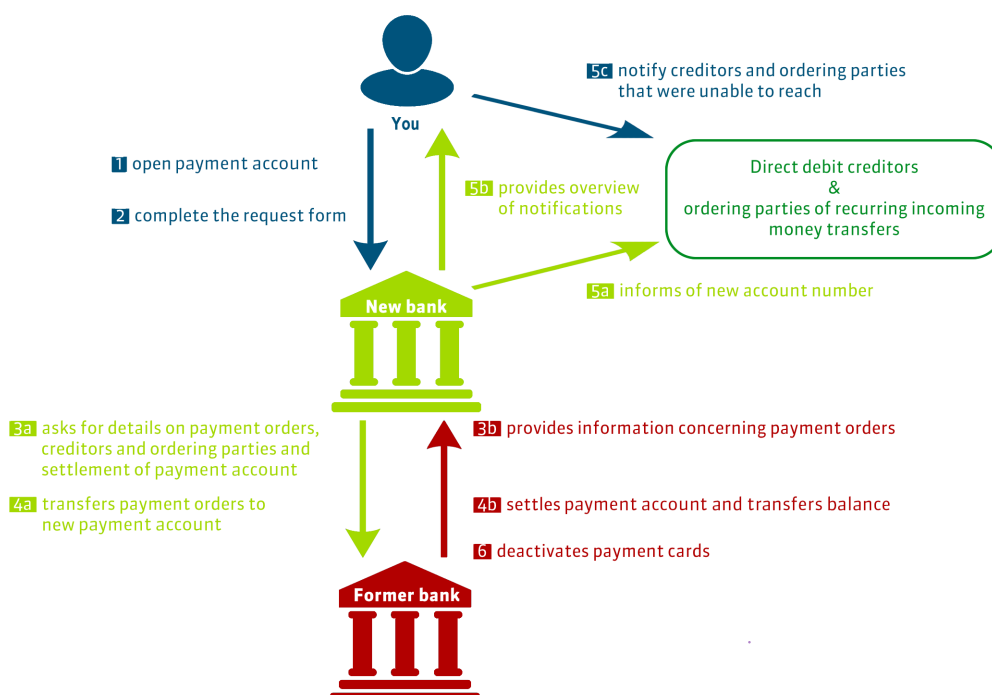 You
5c notify creditors and ordering parties
that were unable to reach
1 open payment account
2 complete the request form
5b provides overview
of notifications
Direct debit creditors
&
ordering parties of recurring incoming
money transfers
5a informs of new account number
New bank
3a asks for details on payment orders,
creditors and ordering parties and
settlement of payment account
4a transfers payment orders to
new payment account
3b provides information concerning payment orders
4b settles payment account and transfers balance
6 deactivates payment cards
Former bank